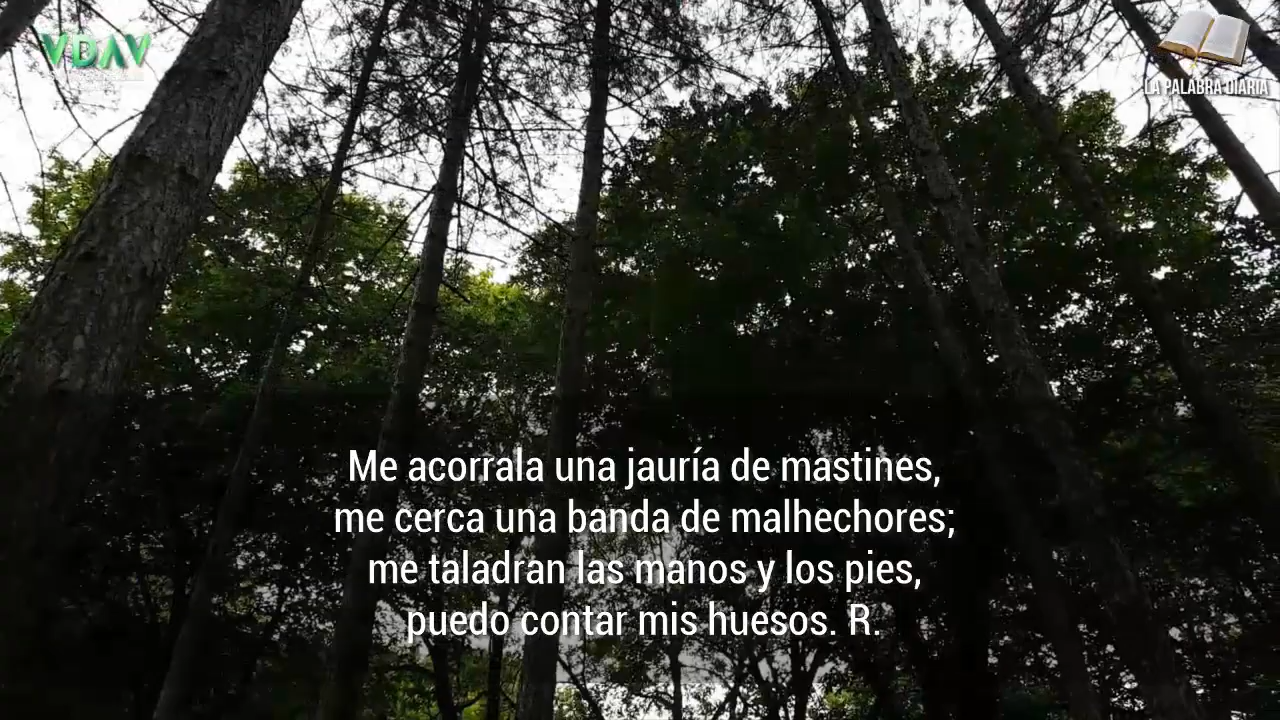 VDAV
LA PALABRA DIARIA
Me acorrala una jauría de mastines,
me cerca una banda de malhechores;
me taladran las manos y los pies,
puedo contar mis huesos. R.